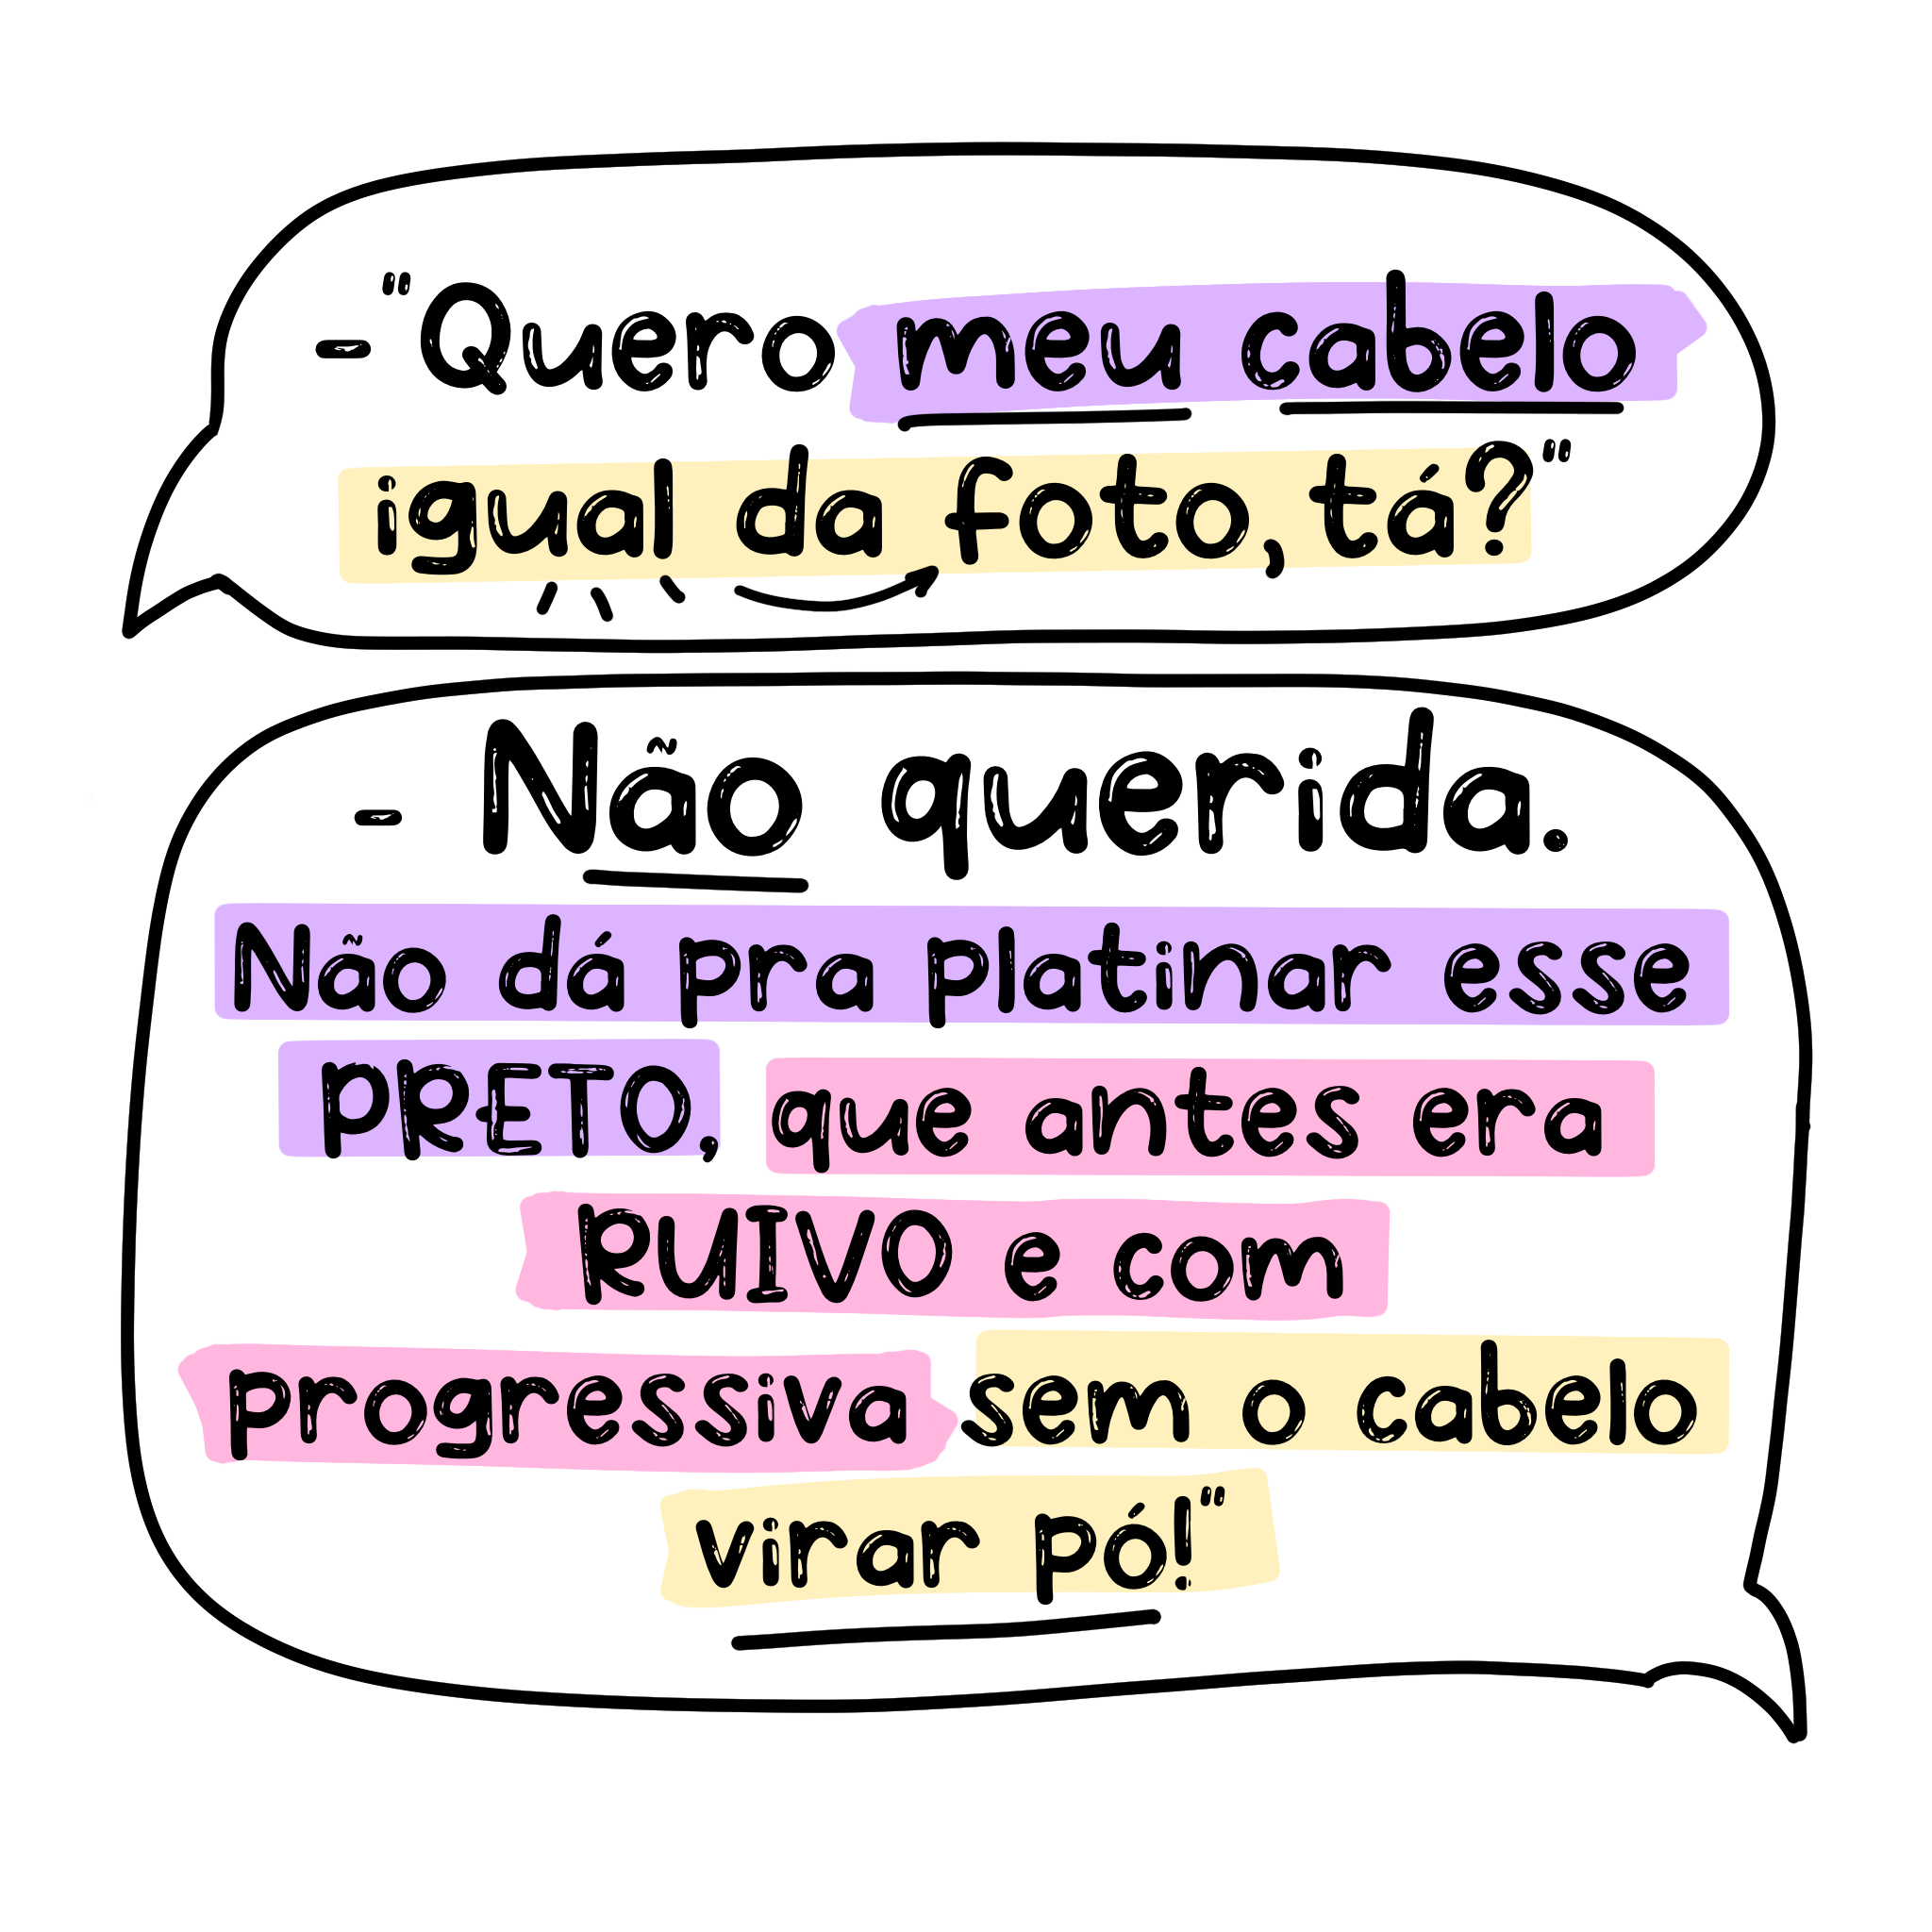 -"Quero meu cabelo
igual da foto, tá?"
- Não querida.
Não dá pra platinar esse
PRETO, que antes era
RUIVO e com
progressiva sem o cabelo
virar pó!"